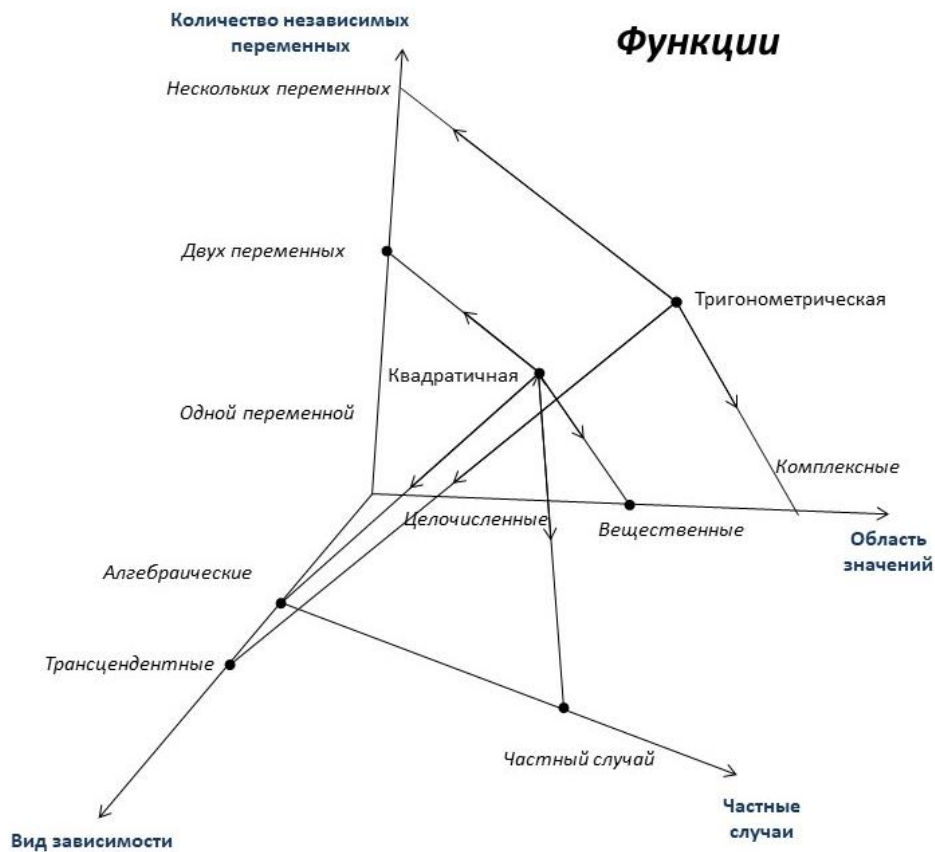 Количество независимых
переменных
Функции
Нескольких переменных
Двух переменных
Тригонометрическая
Квадратичная
Одной переменной
Комплексные
Целочисленные
Вещественные
Область
значений
Алгебраические
Трансцендентные
Частный случай
Частные
случаи
Вид зависимости